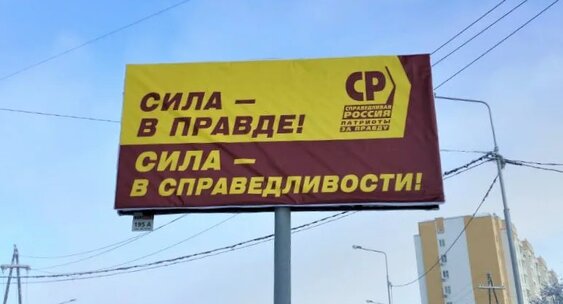 СИЛА –
В ПРАВДЕ!
СР
СПРАВЕДЛИВАЯ
РОССИЯ
ПАТРИОТЫ
ЗА ПРАВДУ
СИЛА –
В СПРАВЕДЛИВОСТИ!
195 А